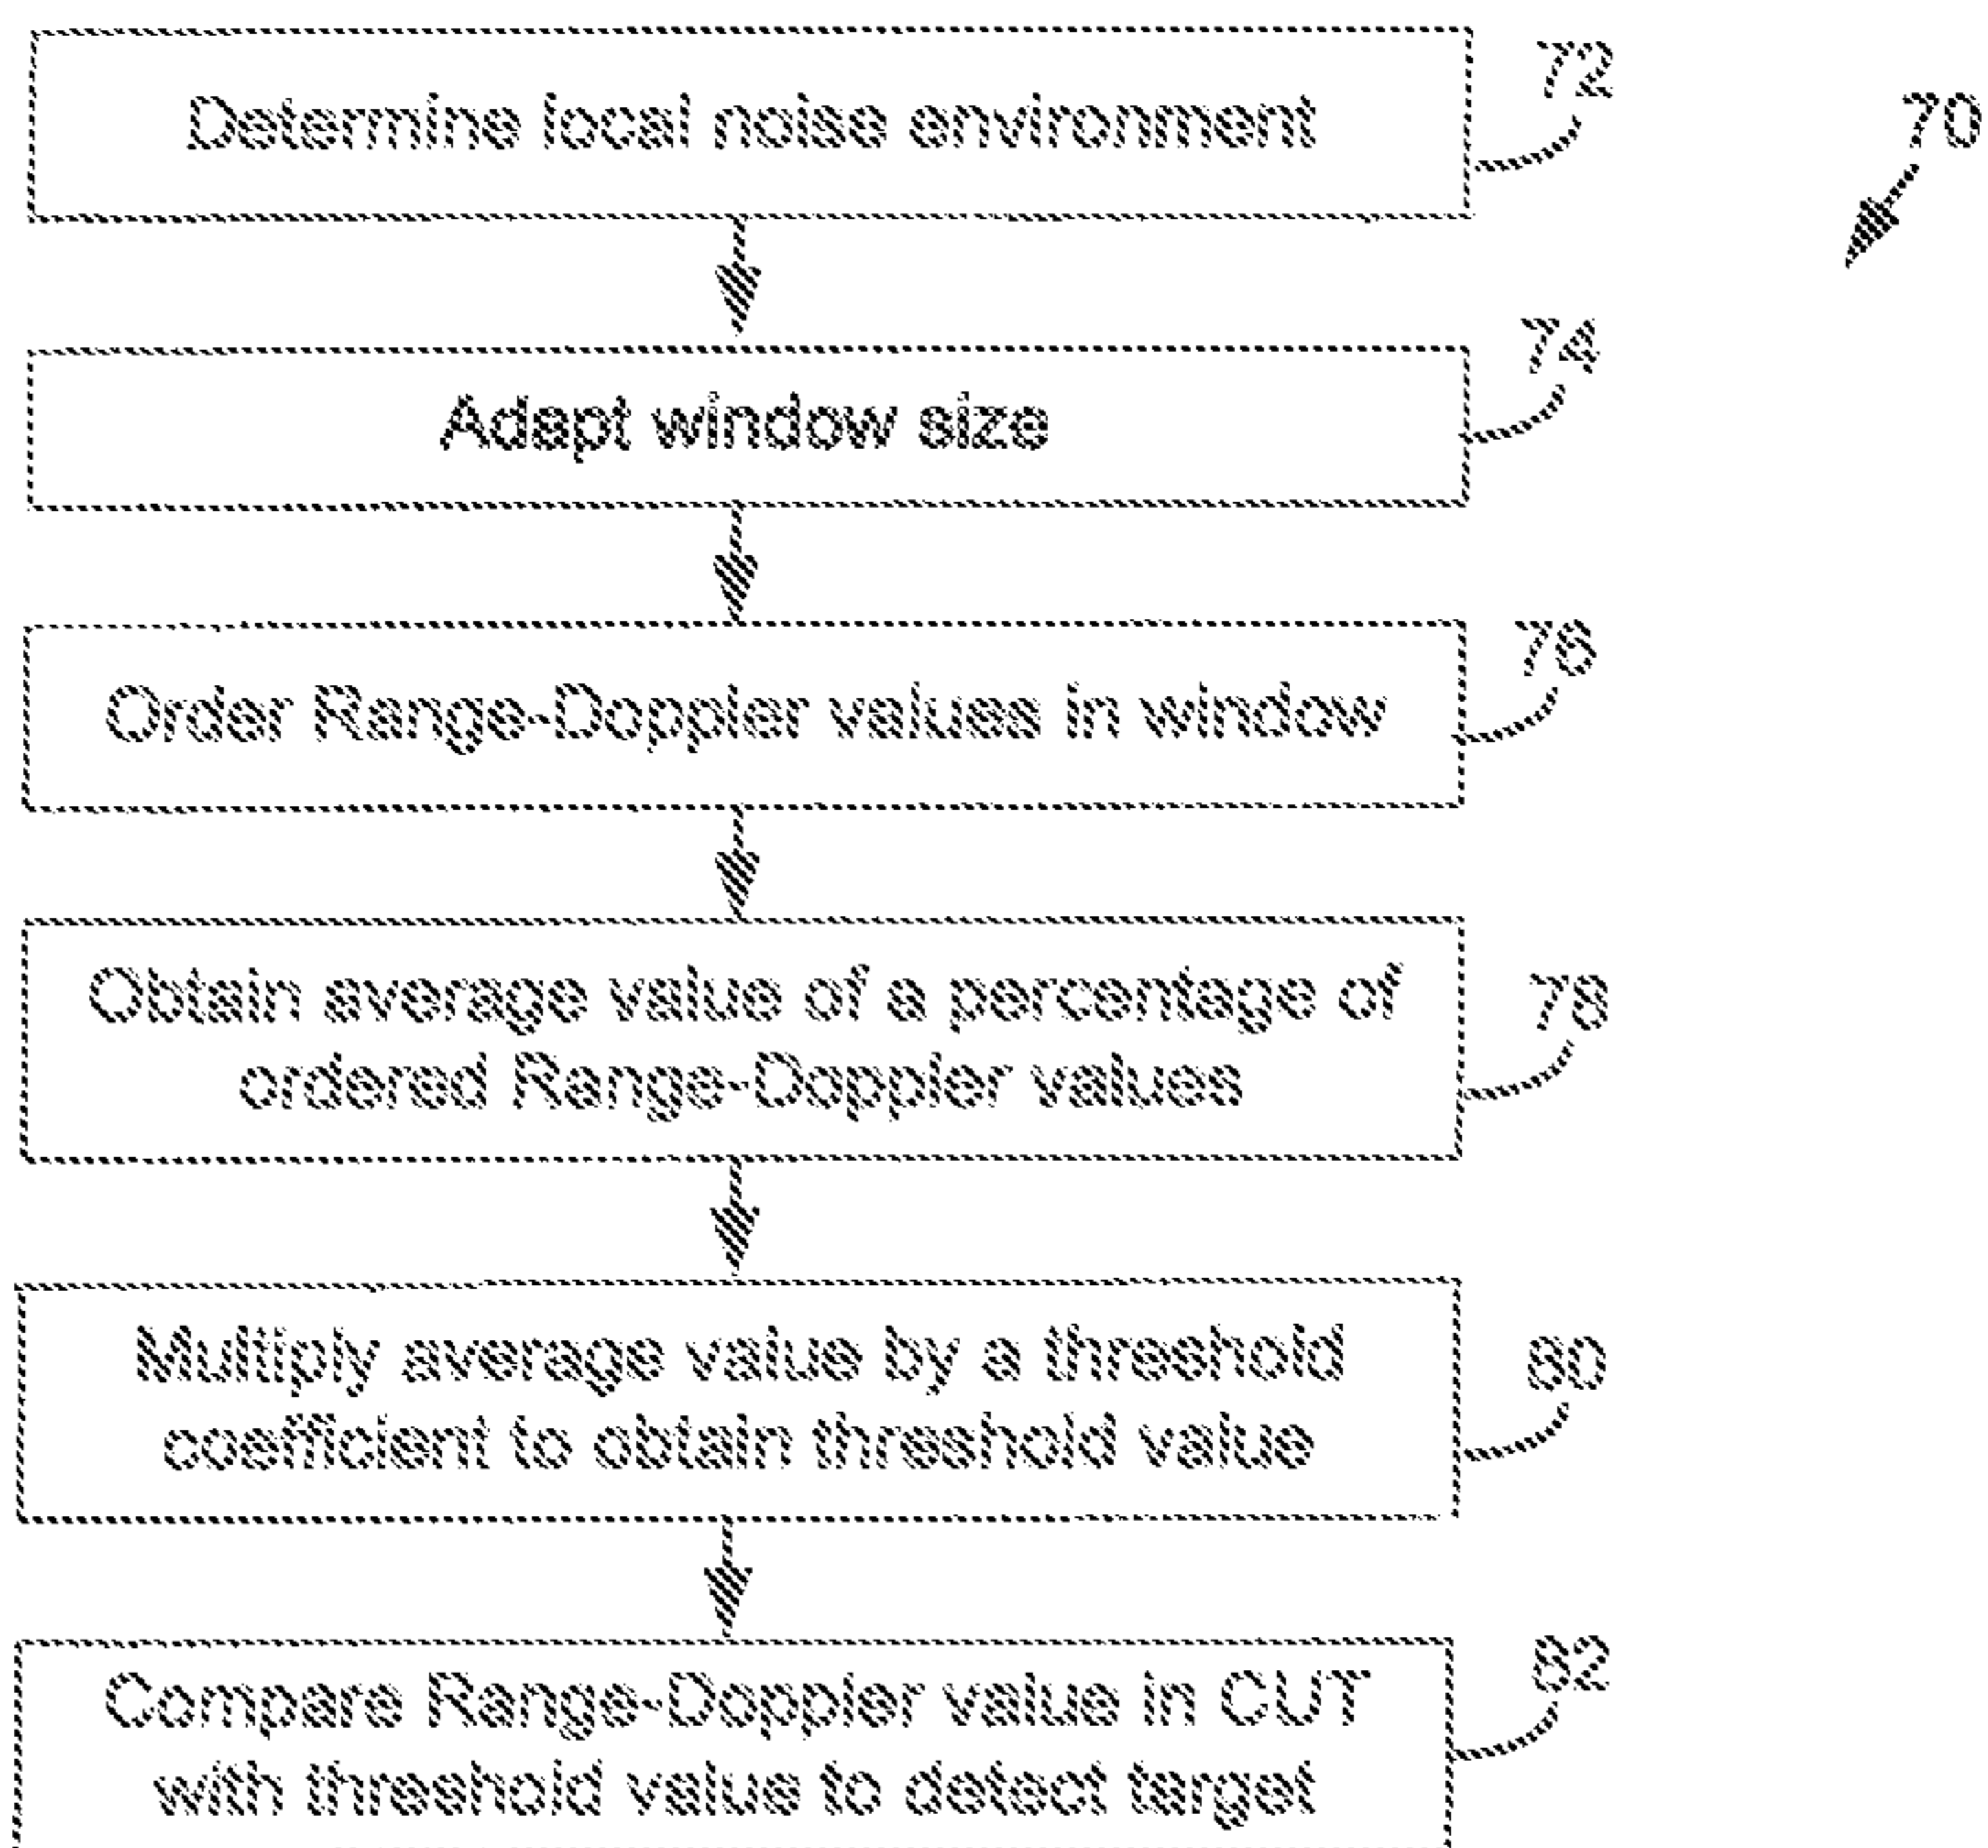 Determine local noise environment
72
70
Adapt window size
74
Order Range-Doppler values in window
76
Obtain average value of a percentage of
ordered Range-Doppler values
78
Multiply average value by a threshold
coefficient to obtain threshold value
80
Compare Range-Doppler value in CUT
with threshold value to detect target
82